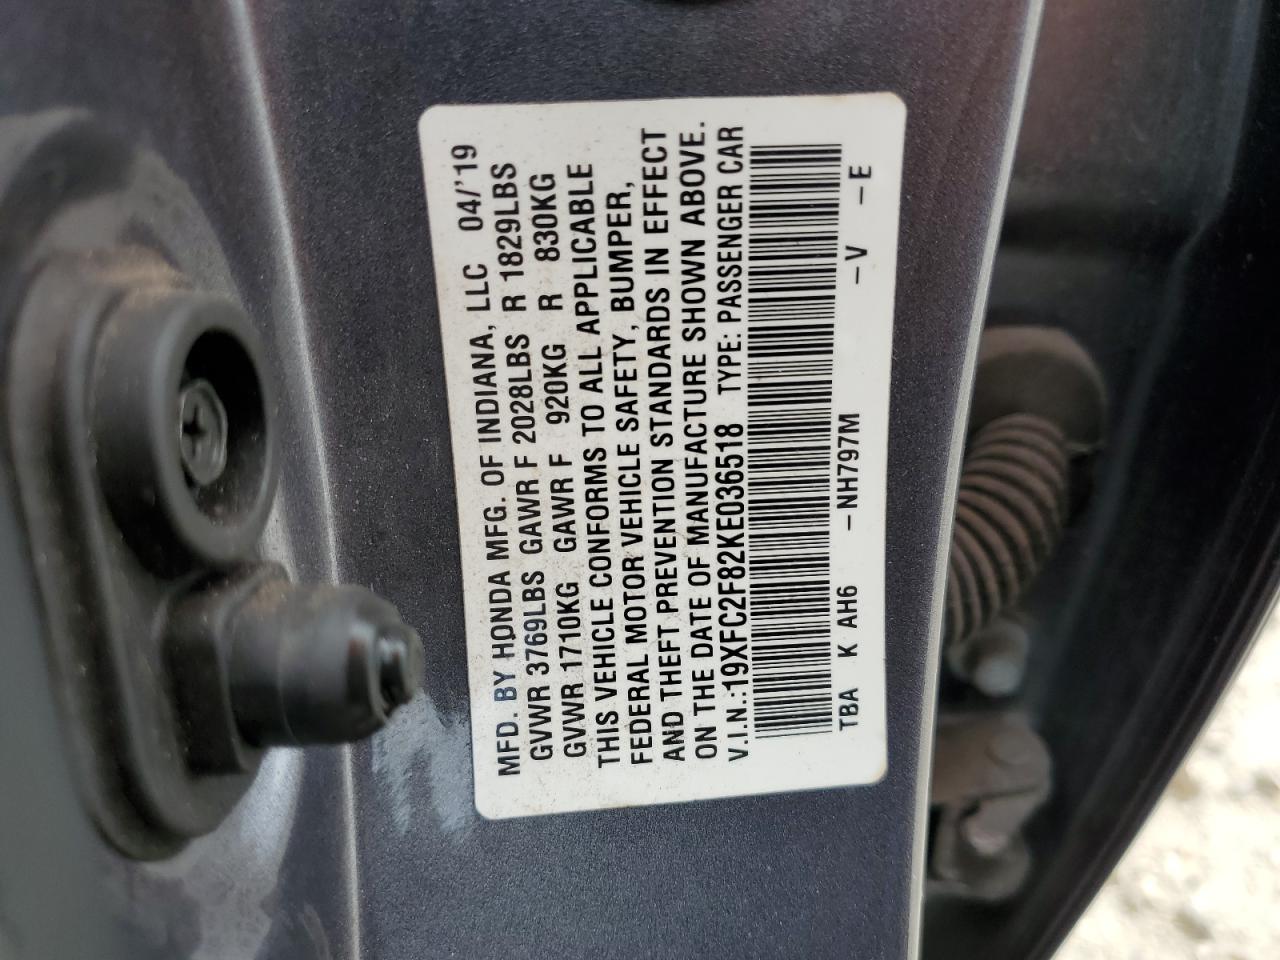 MFD. BY HONDA MFG. OF INDIANA, LLC 04/'19
GVWR 3769LBS GAWR F 2028LBS R 1829LBS
GVWR 1710KG GAWR F 920KG R 830KG
THIS VEHICLE CONFORMS TO ALL APPLICABLE
FEDERAL MOTOR VEHICLE SAFETY, BUMPER,
AND THEFT PREVENTION STANDARDS IN EFFECT
ON THE DATE OF MANUFACTURE SHOWN ABOVE.
V.I.N.:19XFC2F82KE036518 TYPE: PASSENGER CAR
TBA K AH6 -NH797M -V -E